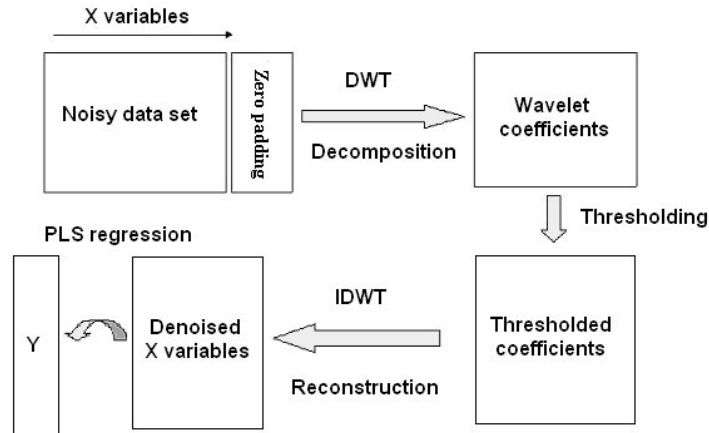 X variables
Noisy data set
Zero padding
DWT
Decomposition
Wavelet
coefficients
Thresholding
PLS regression
Y
Denoised
X variables
IDWT
Reconstruction
Thresholded
coefficients